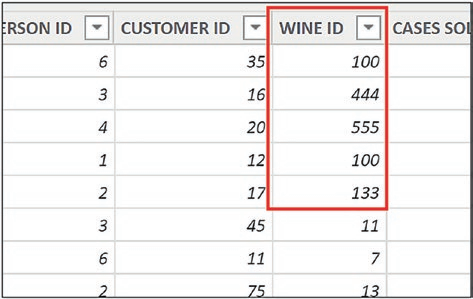 ERSON ID CUSTOMER ID WINE ID CASES SOL
6 35 100
3 16 444
4 20 555
1 12 100
2 17 133
3 45 11
6 11 7
2 75 13